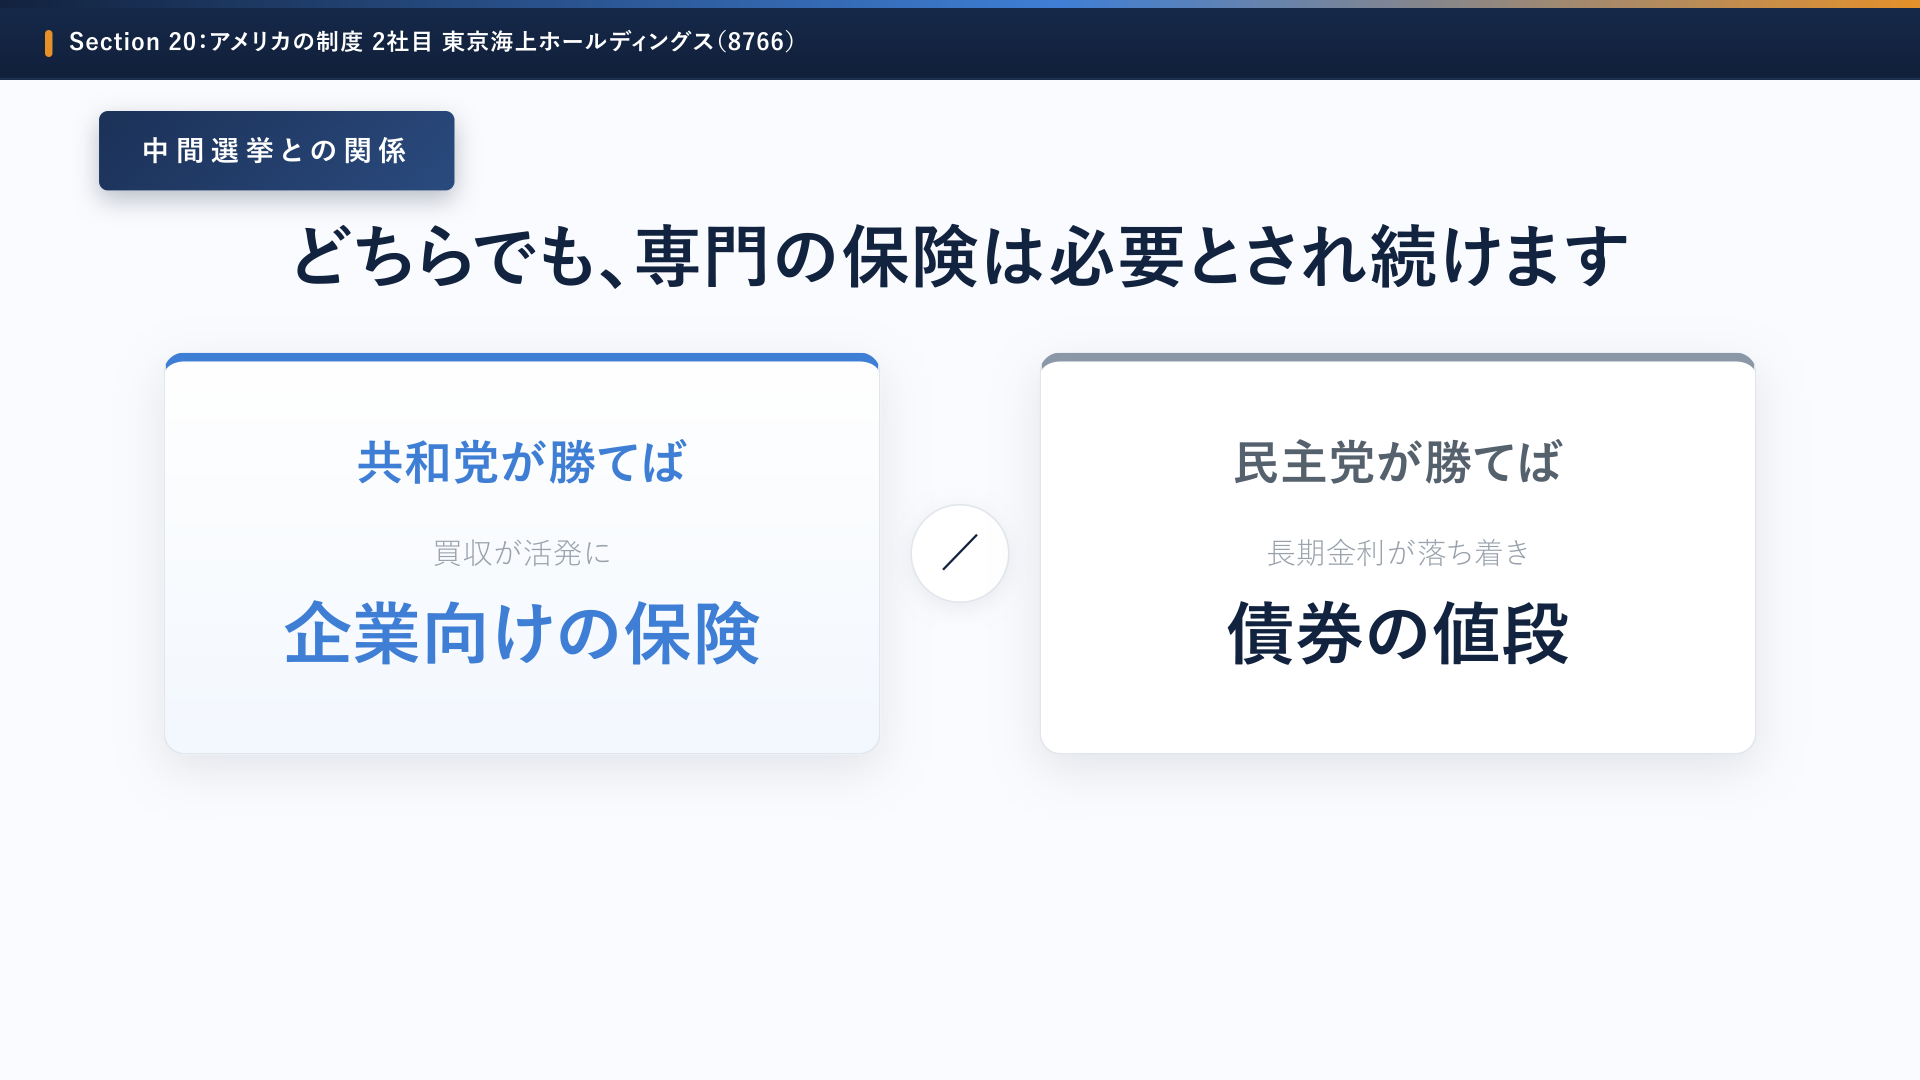 Section 20：アメリカの制度 2社目 東京海上ホールディングス（8766）
中間選挙との関係
どちらでも、専門の保険は必要とされ続けます
共和党が勝てば
買収が活発に
企業向けの保険
／
民主党が勝てば
長期金利が落ち着き
債券の値段